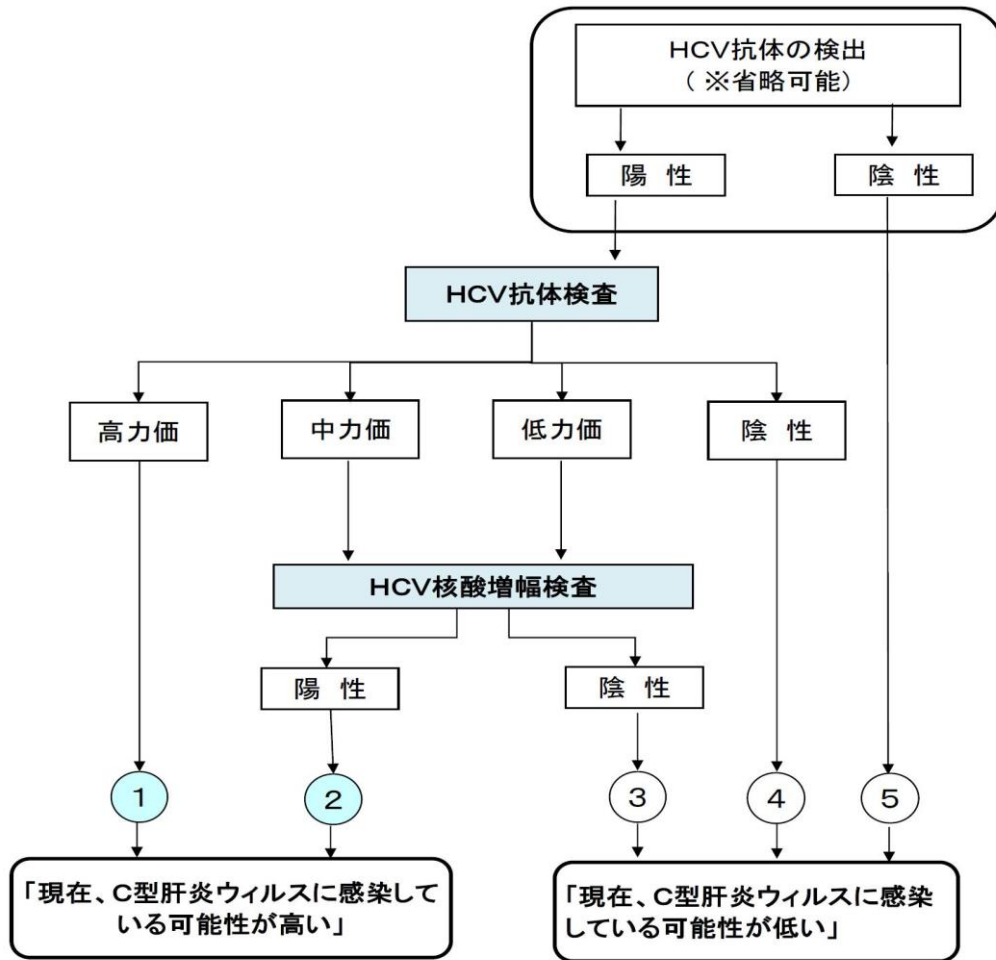 HCV抗体の検出
(※省略可能)
陽 性
陰 性
HCV抗体検査
高力価
中力価
低力価
陰 性
HCV核酸増幅検査
陽 性
陰 性
1
2
3
4
5
「現在、C型肝炎ウィルスに感染して
いる可能性が高い」
「現在、C型肝炎ウィルスに感染
している可能性が低い」